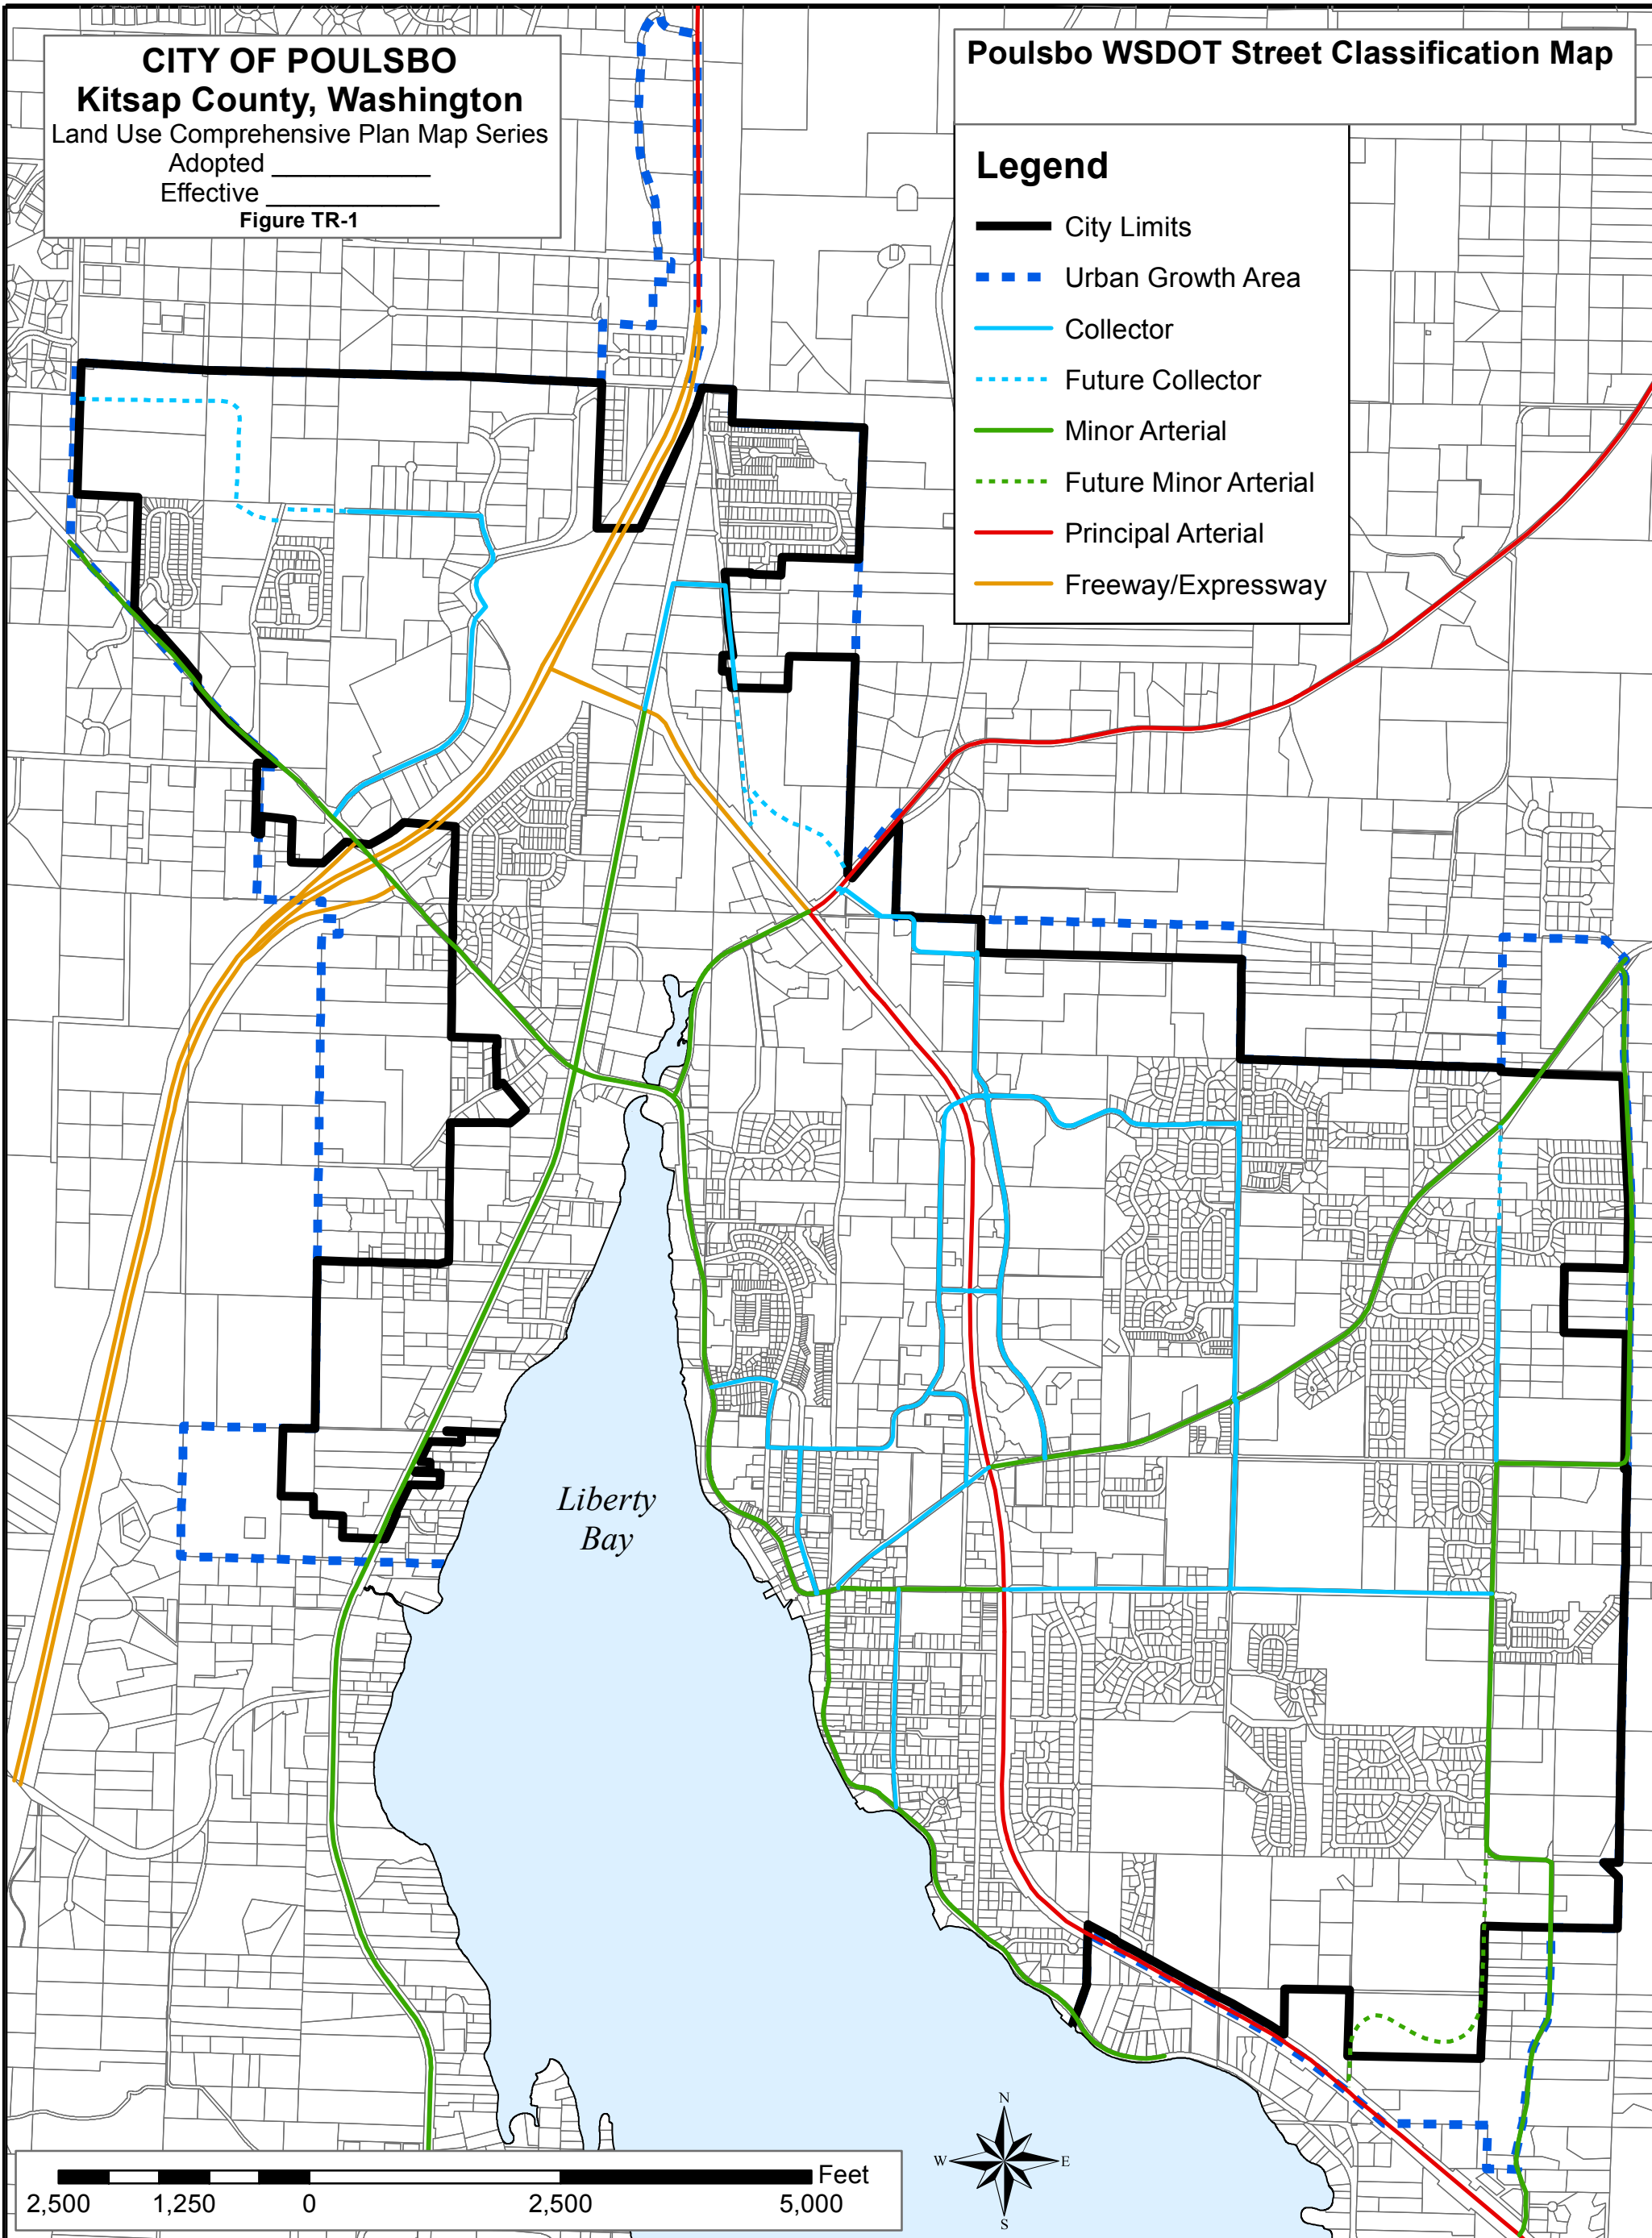 CITY OF POULSBO
Kitsap County, Washington
Land Use Comprehensive Plan Map Series
Adopted ___________
Effective ____________
Figure TR-1
Poulsbo WSDOT Street Classification Map
Legend
City Limits
Urban Growth Area
Collector
Future Collector
Minor Arterial
Future Minor Arterial
Principal Arterial
Freeway/Expressway
Liberty
Bay
N
W E
S
Feet
2,500 1,250 0 2,500 5,000